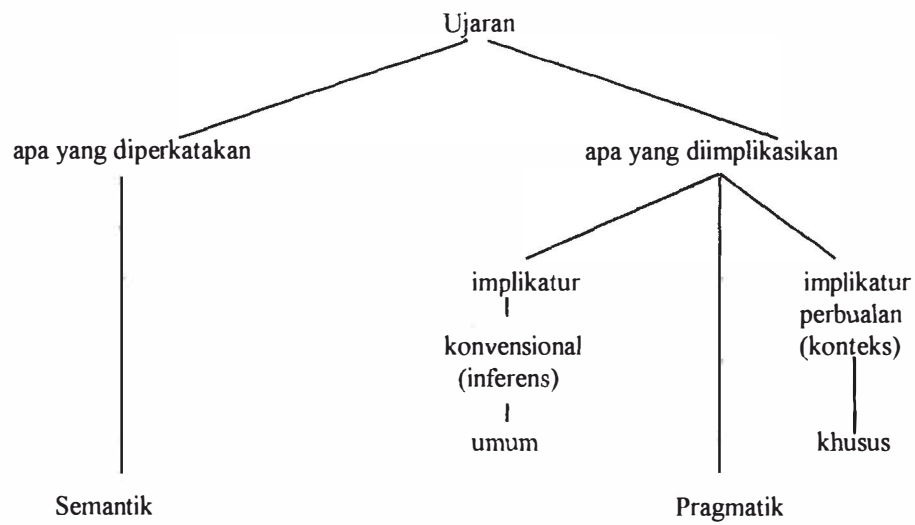 Ujaran
apa yang diperkatakan
apa yang diimplikasikan
implikatur
konvensional
(inferens)
umum
implikatur
perbualan
(konteks)
khusus
Semantik
Pragmatik